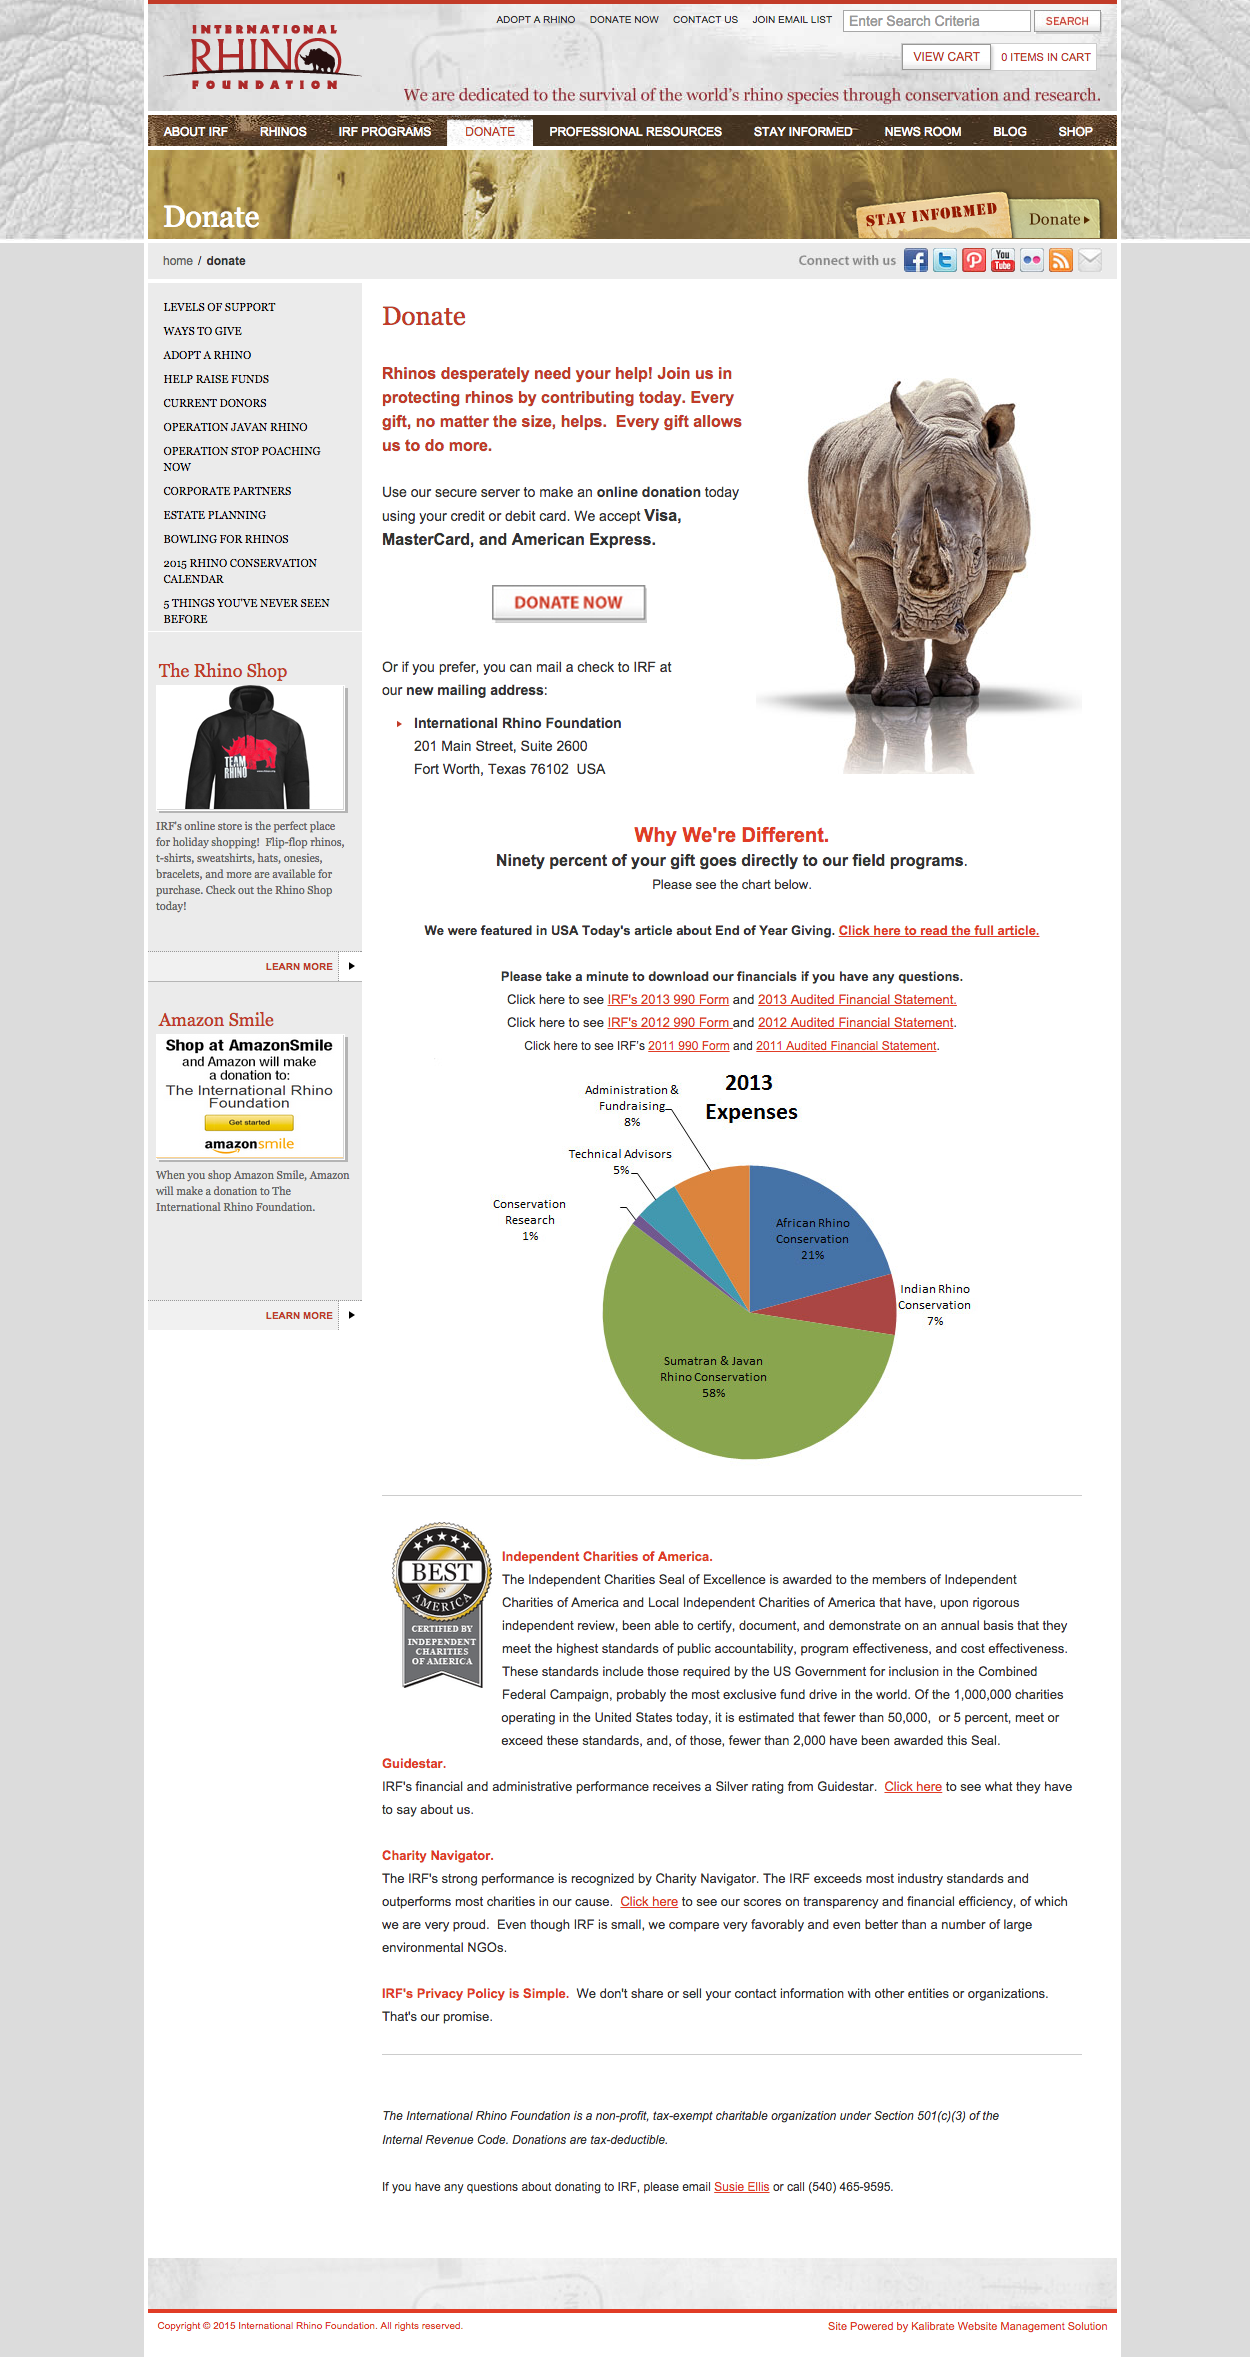 ADOPT A RHINO DONATE NOW CONTACT US JOIN EMAIL LIST Enter Search Criteria SEARCH
INTERNATIONAL
RHINO
FOUNDATION
VIEW CART 0 ITEMS IN CART
We are dedicated to the survival of the world's rhino species through conservation and research.
ABOUT IRF RHINOS IRF PROGRAMS DONATE PROFESSIONAL RESOURCES STAY INFORMED NEWS ROOM BLOG SHOP
Donate
STAY INFORMED
Donate
home / donate
Connect with us
You
Tube
LEVELS OF SUPPORT
WAYS TO GIVE
ADOPT A RHINO
HELP RAISE FUNDS
CURRENT DONORS
OPERATION JAVAN RHINO
OPERATION STOP POACHING
NOW
CORPORATE PARTNERS
ESTATE PLANNING
BOWLING FOR RHINOS
2015 RHINO CONSERVATION
CALENDAR
5 THINGS YOU'VE NEVER SEEN
BEFORE
The Rhino Shop
TEAM
RHINO
IRF's online store is the perfect place
for holiday shopping! Flip-flop rhinos,
t-shirts, sweatshirts, hats, onesies,
bracelets, and more are available for
purchase. Check out the Rhino Shop
today!
LEARN MORE
Amazon Smile
Shop at AmazonSmile
and Amazon will make
a donation to:
The International Rhino
Foundation
Get started
amazonsmile
When you shop Amazon Smile, Amazon
will make a donation to The
International Rhino Foundation.
LEARN MORE
Donate
Rhinos desperately need your help! Join us in
protecting rhinos by contributing today. Every
gift, no matter the size, helps. Every gift allows
us to do more.
Use our secure server to make an online donation today
using your credit or debit card. We accept Visa,
MasterCard, and American Express.
DONATE NOW
Or if you prefer, you can mail a check to IRF at
our new mailing address:
International Rhino Foundation
201 Main Street, Suite 2600
Fort Worth, Texas 76102 USA
Why We're Different.
Ninety percent of your gift goes directly to our field programs.
Please see the chart below.
We were featured in USA Today's article about End of Year Giving. Click here to read the full article.
Please take a minute to download our financials if you have any questions.
Click here to see IRF's 2013 990 Form and 2013 Audited Financial Statement.
Click here to see IRF's 2012 990 Form and 2012 Audited Financial Statement.
Click here to see IRF's 2011 990 Form and 2011 Audited Financial Statement.
2013
Expenses
Administration &
Fundraising
8%
Technical Advisors
5%
Conservation
Research
1%
African Rhino
Conservation
21%
Indian Rhino
Conservation
7%
Sumatran & Javan
Rhino Conservation
58%
BEST
IN
AMERICA
CERTIFIED BY
INDEPENDENT
CHARITIES
OF AMERICA
Independent Charities of America.
The Independent Charities Seal of Excellence is awarded to the members of Independent
Charities of America and Local Independent Charities of America that have, upon rigorous
independent review, been able to certify, document, and demonstrate on an annual basis that they
meet the highest standards of public accountability, program effectiveness, and cost effectiveness.
These standards include those required by the US Government for inclusion in the Combined
Federal Campaign, probably the most exclusive fund drive in the world. Of the 1,000,000 charities
operating in the United States today, it is estimated that fewer than 50,000, or 5 percent, meet or
exceed these standards, and, of those, fewer than 2,000 have been awarded this Seal.
Guidestar.
IRF's financial and administrative performance receives a Silver rating from Guidestar. Click here to see what they have
to say about us.
Charity Navigator.
The IRF's strong performance is recognized by Charity Navigator. The IRF exceeds most industry standards and
outperforms most charities in our cause. Click here to see our scores on transparency and financial efficiency, of which
we are very proud. Even though IRF is small, we compare very favorably and even better than a number of large
environmental NGOs.
IRF's Privacy Policy is Simple. We don't share or sell your contact information with other entities or organizations.
That's our promise.
The International Rhino Foundation is a non-profit, tax-exempt charitable organization under Section 501(c)(3) of the
Internal Revenue Code. Donations are tax-deductible.
If you have any questions about donating to IRF, please email Susie Ellis or call (540) 465-9595.
Copyright © 2015 International Rhino Foundation. All rights reserved.
Site Powered by Kalibrate Website Management Solution